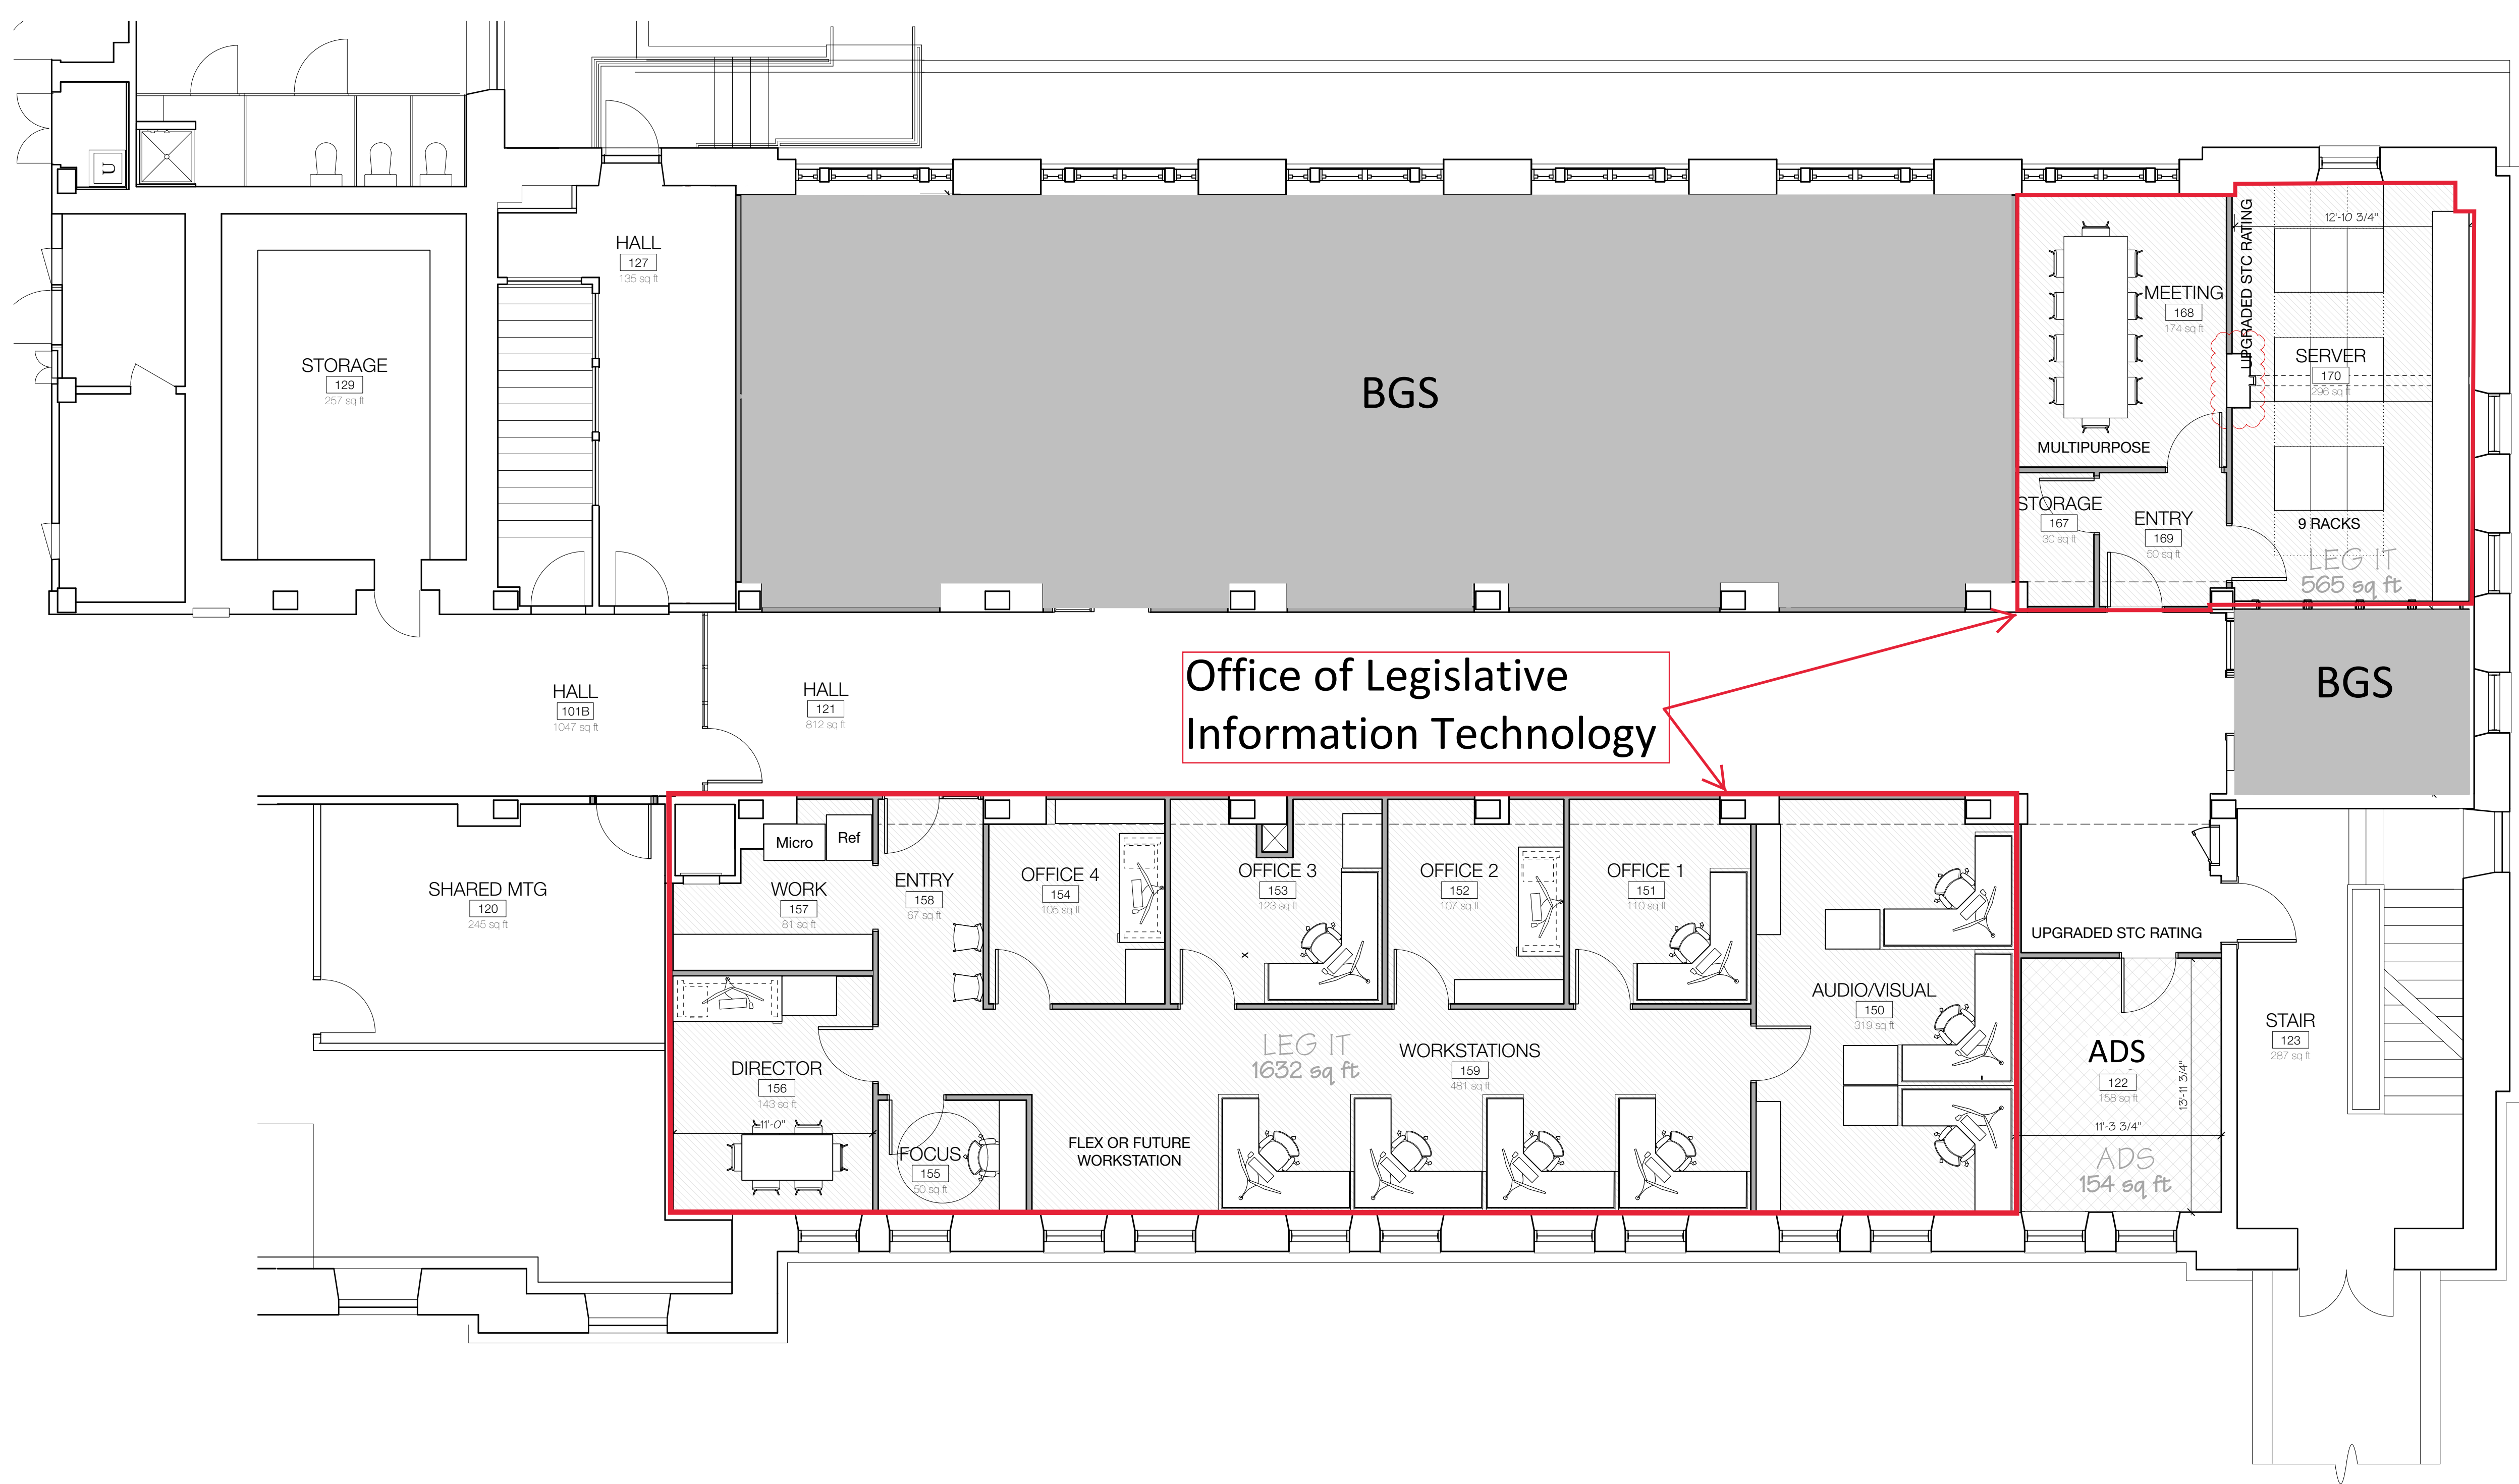 U
HALL
127
135 sq ft
STORAGE
129
257 sq ft
BGS
UPGRADED STC RATING
12'-10 3/4"
MEETING
168
174 sq ft
MULTIPURPOSE
SERVER
170
296 sq ft
9 RACKS
STORAGE
167
30 sq ft
ENTRY
169
50 sq ft
LEG IT
565 sq ft
HALL
101B
1047 sq ft
HALL
121
812 sq ft
Office of Legislative
Information Technology
BGS
SHARED MTG
120
245 sq ft
Micro
Ref
WORK
157
81 sq ft
ENTRY
158
67 sq ft
OFFICE 4
154
105 sq ft
OFFICE 3
153
123 sq ft
x
OFFICE 2
152
107 sq ft
OFFICE 1
151
110 sq ft
AUDIO/VISUAL
150
319 sq ft
UPGRADED STC RATING
DIRECTOR
156
143 sq ft
11'-0"
FOCUS
155
50 sq ft
LEG IT
1632 sq ft
WORKSTATIONS
159
481 sq ft
FLEX OR FUTURE
WORKSTATION
ADS
122
158 sq ft
13'-11 3/4"
11'-3 3/4"
ADS
154 sq ft
STAIR
123
287 sq ft